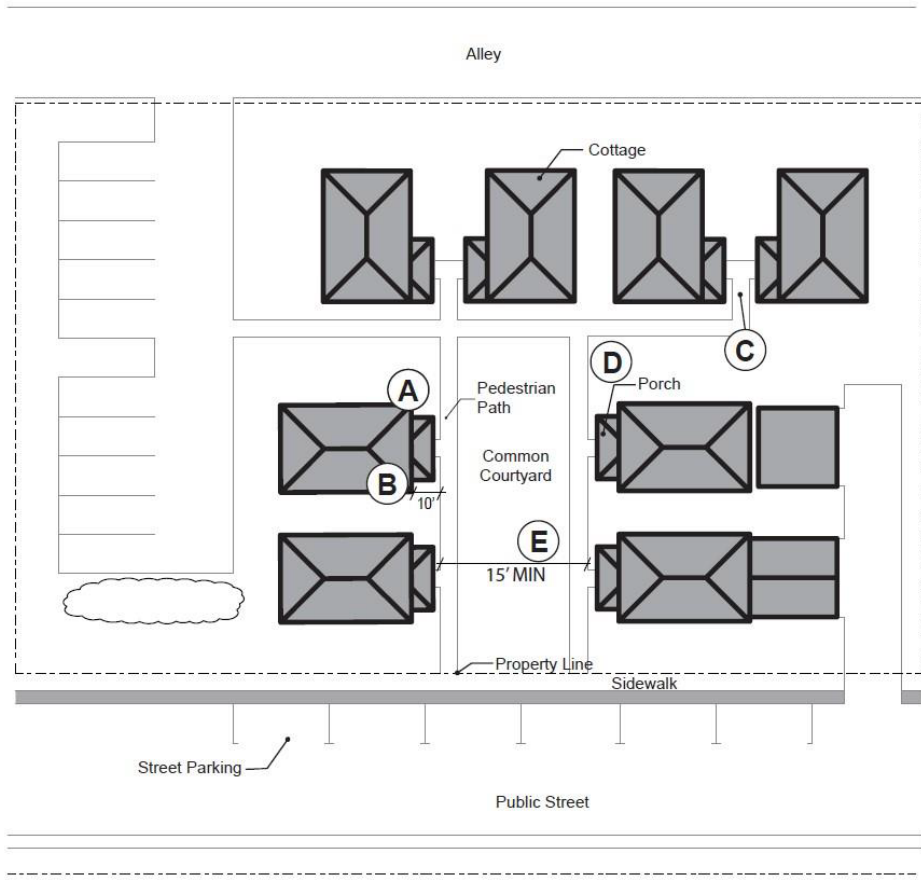 Alley
Cottage
C
A
D
Pedestrian
Path
Porch
Common
Courtyard
B
10'
E
15' MIN
Property Line
Sidewalk
Street Parking
Public Street